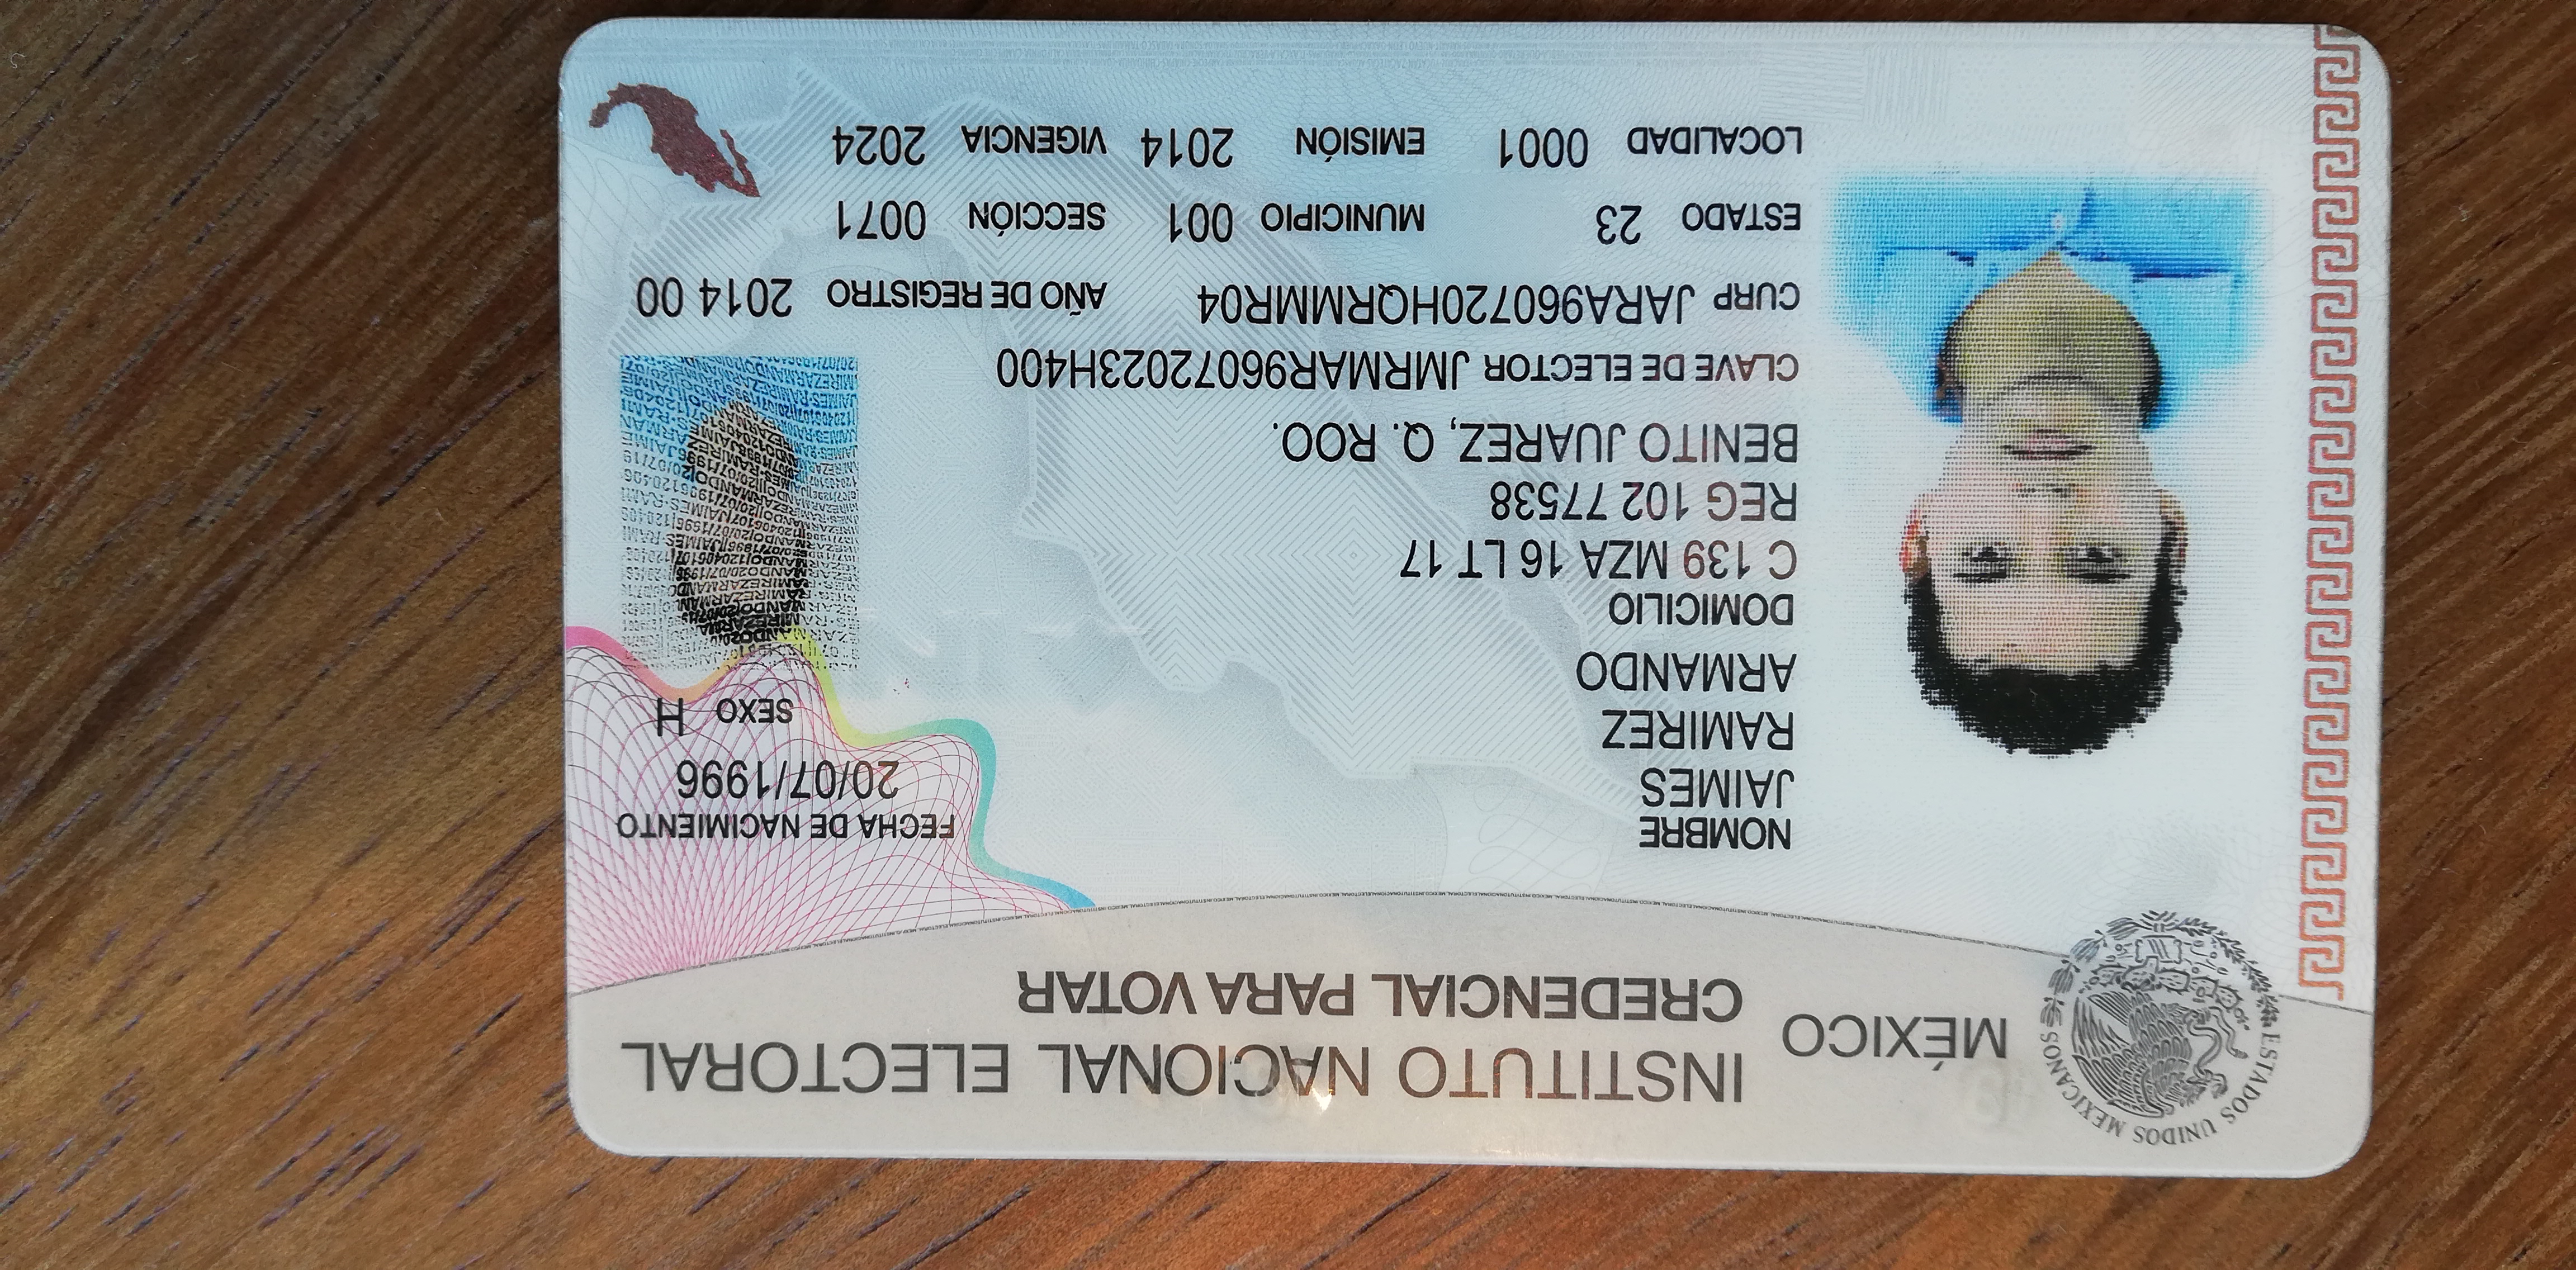 MÉXICO
INSTITUTO NACIONAL ELECTORAL
CREDENCIAL PARA VOTAR
ESTADOS UNIDOS MEXICANOS
NOMBRE
JAIMES
RAMIREZ
ARMANDO
FECHA DE NACIMIENTO
20/07/1996
SEXO H
DOMICILIO
C 139 MZA 16 LT 17
REG 102 77538
BENITO JUAREZ, Q. ROO.
CLAVE DE ELECTOR JMRMAR96072023H400
CURP JARA960720HQRMMR04 AÑO DE REGISTRO 2014 00
ESTADO 23 MUNICIPIO 001 SECCIÓN 0071
LOCALIDAD 0001 EMISIÓN 2014 VIGENCIA 2024